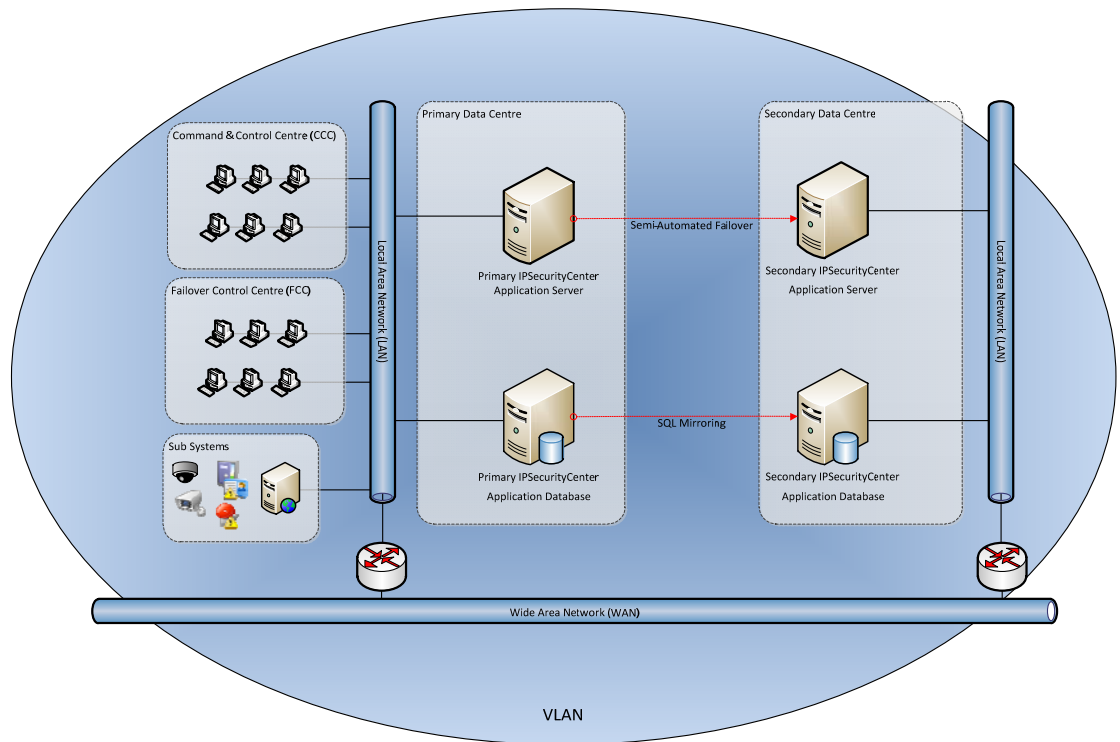 Command & Control Centre (CCC)
Failover Control Centre (FCC)
Sub Systems
Local Area Network (LAN)
Primary Data Centre
Primary IPSecurityCenter
Application Server
Primary IPSecurityCenter
Application Database
Semi-Automated Failover
SQL Mirroring
Secondary Data Centre
Secondary IPSecurityCenter
Application Server
Secondary IPSecurityCenter
Application Database
Local Area Network (LAN)
Wide Area Network (WAN)
VLAN